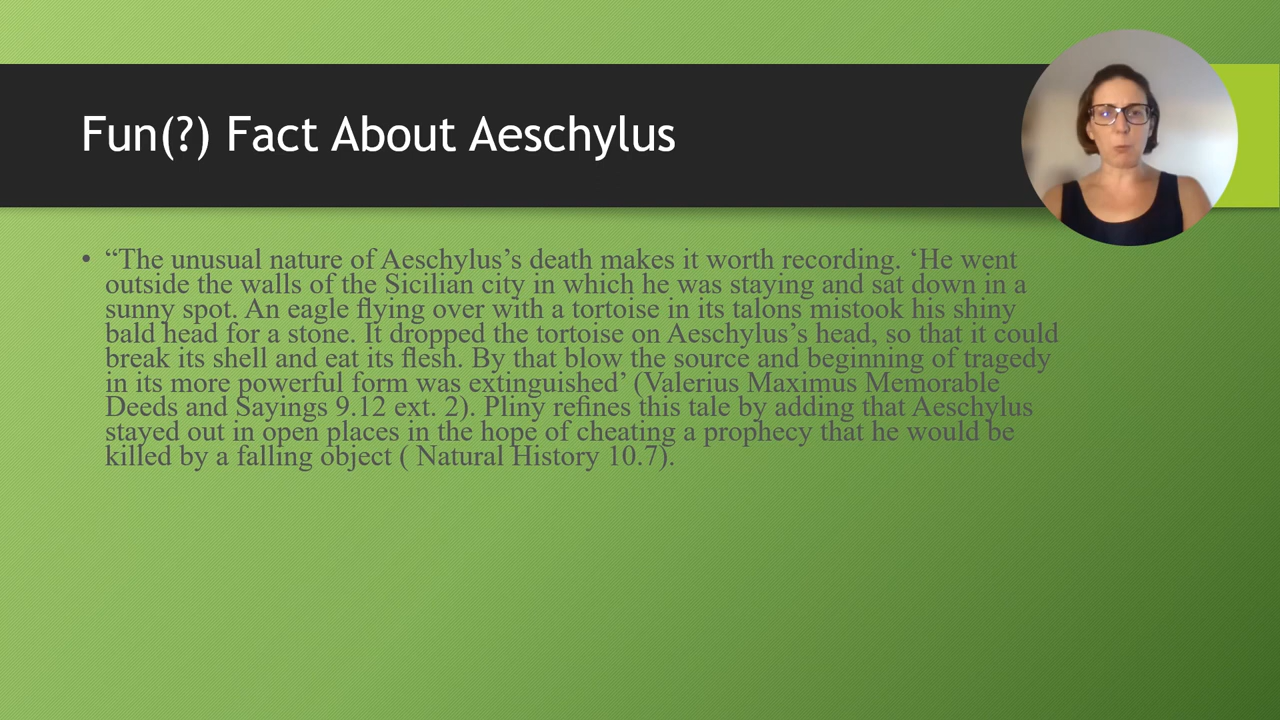 Fun(?) Fact About Aeschylus
• “The unusual nature of Aeschylus’s death makes it worth recording. ‘He went
outside the walls of the Sicilian city in which he was staying and sat down in a
sunny spot. An eagle flying over with a tortoise in its talons mistook his shiny
bald head for a stone. It dropped the tortoise on Aeschylus’s head, so that it could
break its shell and eat its flesh. By that blow the source and beginning of tragedy
in its more powerful form was extinguished’ (Valerius Maximus Memorable
Deeds and Sayings 9.12 ext. 2). Pliny refines this tale by adding that Aeschylus
stayed out in open places in the hope of cheating a prophecy that he would be
killed by a falling object ( Natural History 10.7).